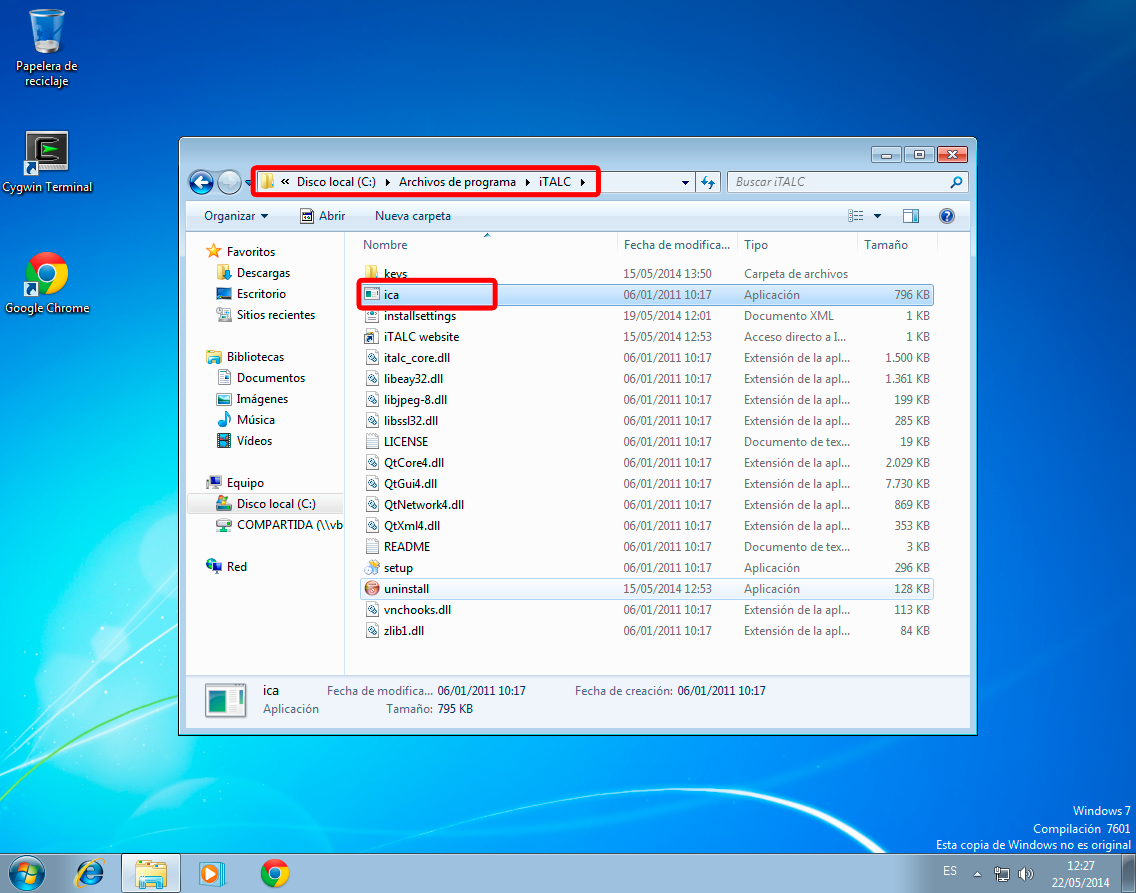 Papelera de
reciclaje
Cygwin Terminal
Google Chrome
« Disco local (C:) Archivos de programa iTALC
Buscar iTALC
Organizar Abrir Nueva carpeta
Favoritos
Descargas
Escritorio
Sitios recientes
Bibliotecas
Documentos
Imágenes
Música
Vídeos
Equipo
Disco local (C:)
COMPARTIDA (\\vb
Red
Nombre Fecha de modifica... Tipo Tamaño
keys 15/05/2014 13:50 Carpeta de archivos
ica 06/01/2011 10:17 Aplicación 796 KB
installsettings 19/05/2014 12:01 Documento XML 1 KB
iTALC website 15/05/2014 12:53 Acceso directo a I... 1 KB
italc_core.dll 06/01/2011 10:17 Extensión de la apl... 1.500 KB
libeay32.dll 06/01/2011 10:17 Extensión de la apl... 1.361 KB
libjpeg-8.dll 06/01/2011 10:17 Extensión de la apl... 199 KB
libssl32.dll 06/01/2011 10:17 Extensión de la apl... 285 KB
LICENSE 06/01/2011 10:17 Documento de tex... 19 KB
QtCore4.dll 06/01/2011 10:17 Extensión de la apl... 2.029 KB
QtGui4.dll 06/01/2011 10:17 Extensión de la apl... 7.730 KB
QtNetwork4.dll 06/01/2011 10:17 Extensión de la apl... 869 KB
QtXml4.dll 06/01/2011 10:17 Extensión de la apl... 353 KB
README 06/01/2011 10:17 Documento de tex... 3 KB
setup 06/01/2011 10:17 Aplicación 296 KB
uninstall 15/05/2014 12:53 Aplicación 128 KB
vnchooks.dll 06/01/2011 10:17 Extensión de la apl... 113 KB
zlib1.dll 06/01/2011 10:17 Extensión de la apl... 84 KB
ica Fecha de modifica... 06/01/2011 10:17 Fecha de creación: 06/01/2011 10:17
Aplicación Tamaño: 795 KB
Windows 7
Compilación 7601
Esta copia de Windows no es original
ES
12:27
22/05/2014